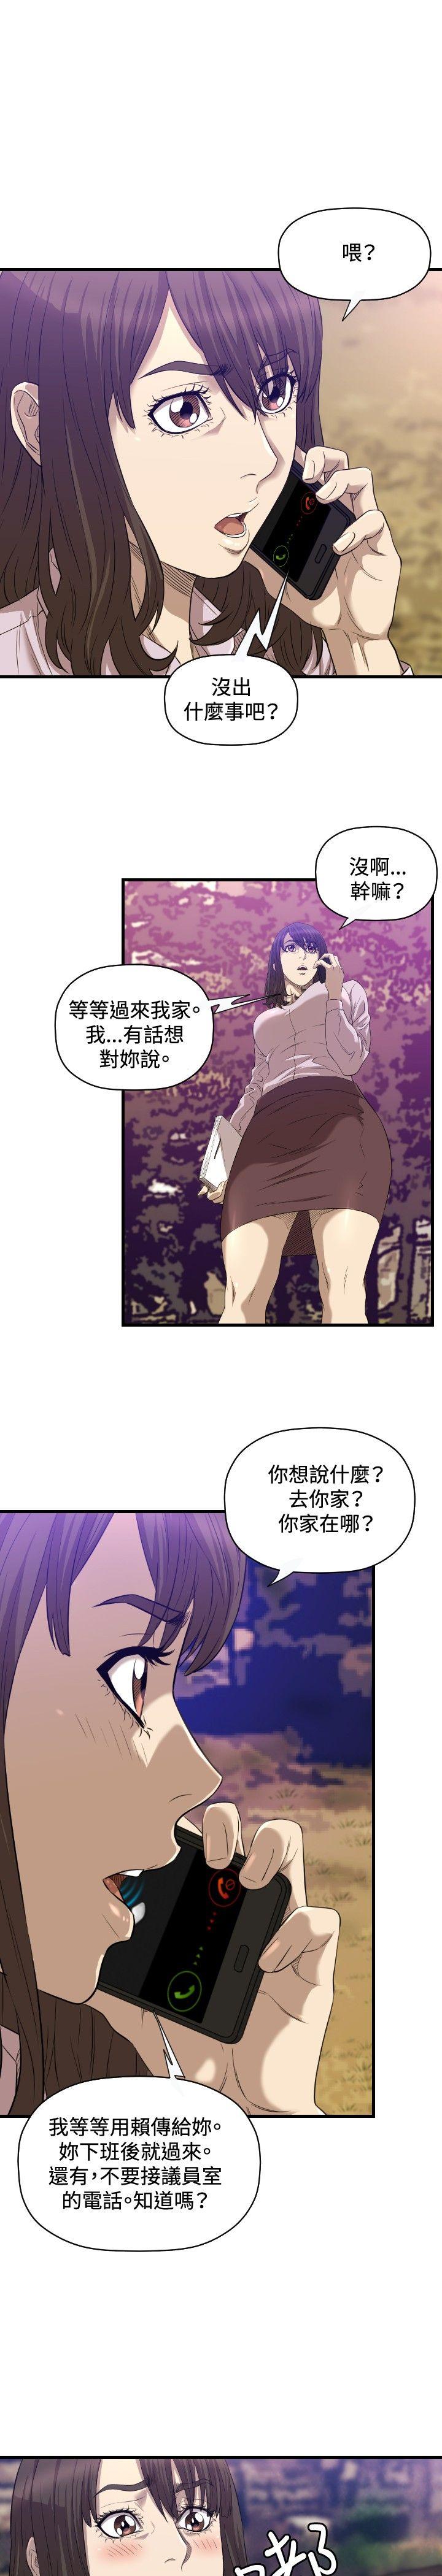 喂？
沒出
什麼事吧？
沒啊…
幹嘛？
等等過來我家。
我…有話想
對妳說。
你想說什麼？
去你家？
你家在哪？
我等等用賴傳給妳。
妳下班後就過來。
還有，不要接議員室
的電話。知道嗎？